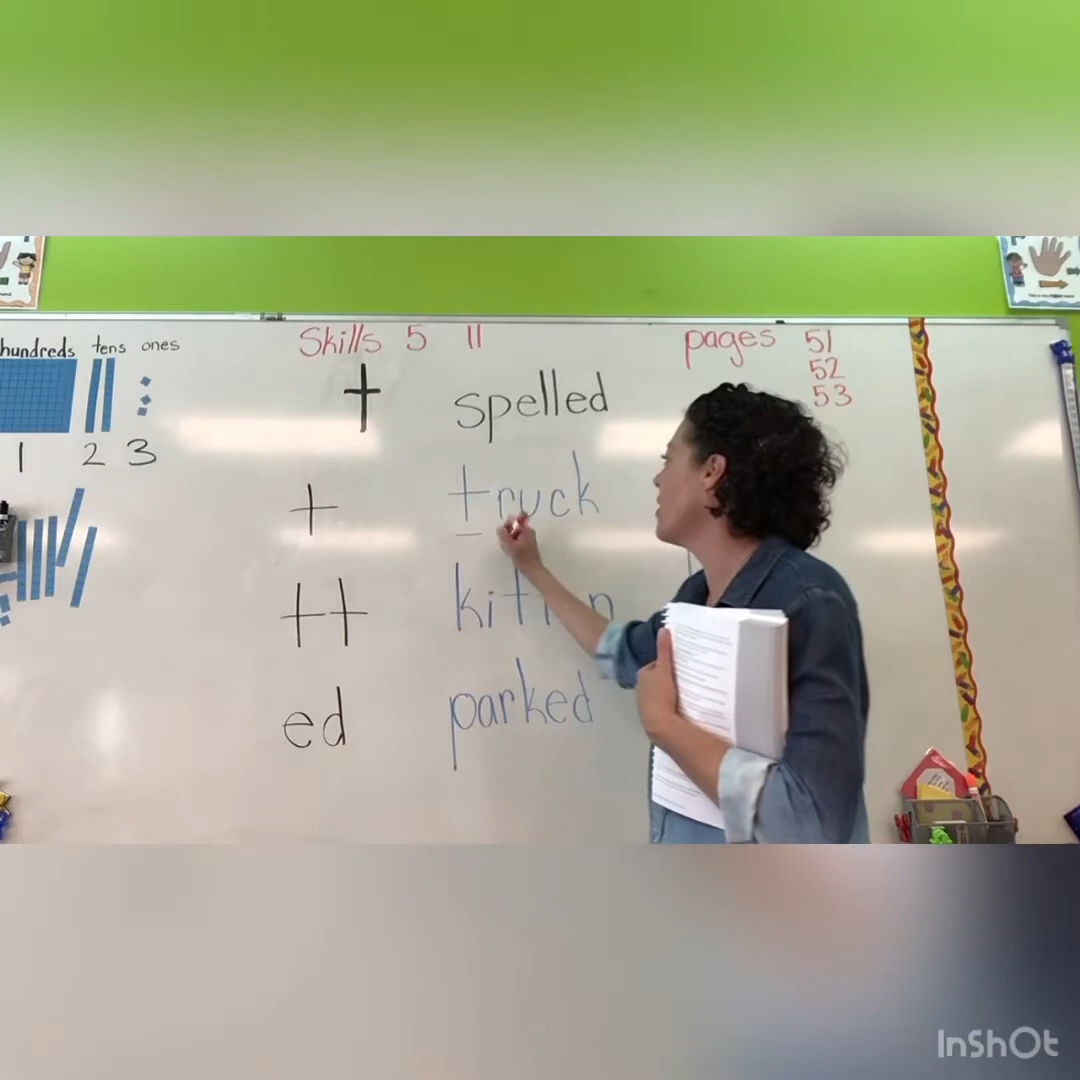 hundreds tens ones
1 2 3
Skills 5 11 pages 51
52
53
t spelled
t truck
tt
ed parked
InShOt